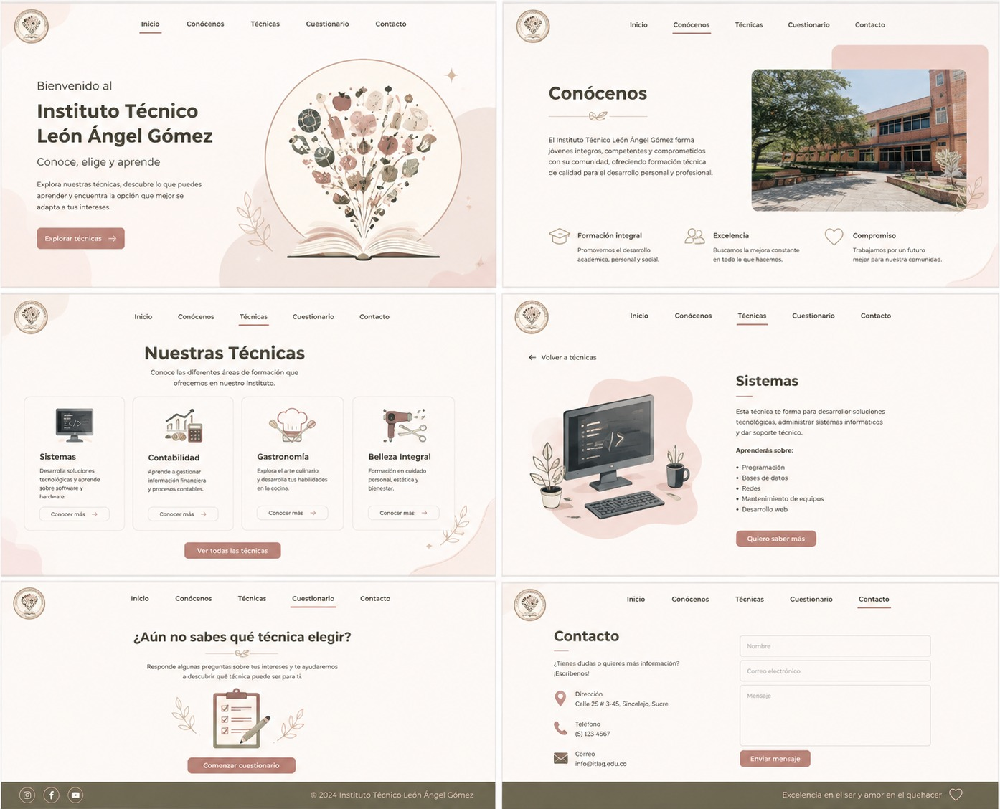 Inicio
Conócenos
Técnicas
Cuestionario
Contacto
Bienvenido al
Instituto Técnico
León Ángel Gómez
Conoce, elige y aprende
Explora nuestras técnicas, descubre lo que puedes
aprender y encuentra la opción que mejor se
adapta a tus intereses.
Explorar técnicas
Inicio
Conócenos
Técnicas
Cuestionario
Contacto
Conócenos
El Instituto Técnico León Ángel Gómez forma
jóvenes integros, competentes y comprometidos
con su comunidad, ofreciendo formación técnica
de calidad para el desarrollo personal y profesional.
Formación integral
Promovemos el desarrollo
académico, personal y social.
Excelencia
Buscamos la mejora constante
en todo lo que hacemos.
Compromiso
Trabajamos por un futuro
mejor para nuestra comunidad.
Inicio
Conócenos
Técnicas
Cuestionario
Contacto
Nuestras Técnicas
Conoce las diferentes áreas de formación que
ofrecemos en nuestro Instituto.
Sistemas
Desarrolla soluciones
tecnológicas y aprende
sobre software y
hardware.
Conocer más
Contabilidad
Aprende a gestionar
información financiera
y procesos contables.
Conocer más
Gastronomía
Explora el arte culinario
y desarrolla tus habilidades
en la cocina.
Conocer más
Belleza Integral
Formación en cuidado
personal, estética y
bienestar.
Conocer más
Ver todas las técnicas
Inicio
Conócenos
Técnicas
Cuestionario
Contacto
Volver a técnicas
</>
Sistemas
Esta técnica te forma para desarrollor soluciones
tecnológicas, administrar sistemas informáticos
y dar soporte técnico.
Aprenderás sobre:
• Programación
• Bases de datos
• Redes
• Mantenimiento de equipos
• Desarrollo web
Quiero saber más
Inicio
Conócenos
Técnicas
Cuestionario
Contacto
¿Aún no sabes qué técnica elegir?
Responde algunas preguntas sobre tus intereses y te ayudaremos
a descubrir qué técnica puede ser para ti.
Comenzar cuestionario
© 2024 Instituto Técnico León Ángel Gómez
Inicio
Conócenos
Técnicas
Cuestionario
Contacto
Contacto
¿Tienes dudas o quieres más información?
¡Escríbenos!
Dirección
Calle 25 # 3-45, Sincelejo, Sucre
Teléfono
(5) 123 4567
Correo
info@itlag.edu.co
Nombre
Correo electrónico
Mensaje
Enviar mensaje
Excelencia en el ser y amor en el quehacer